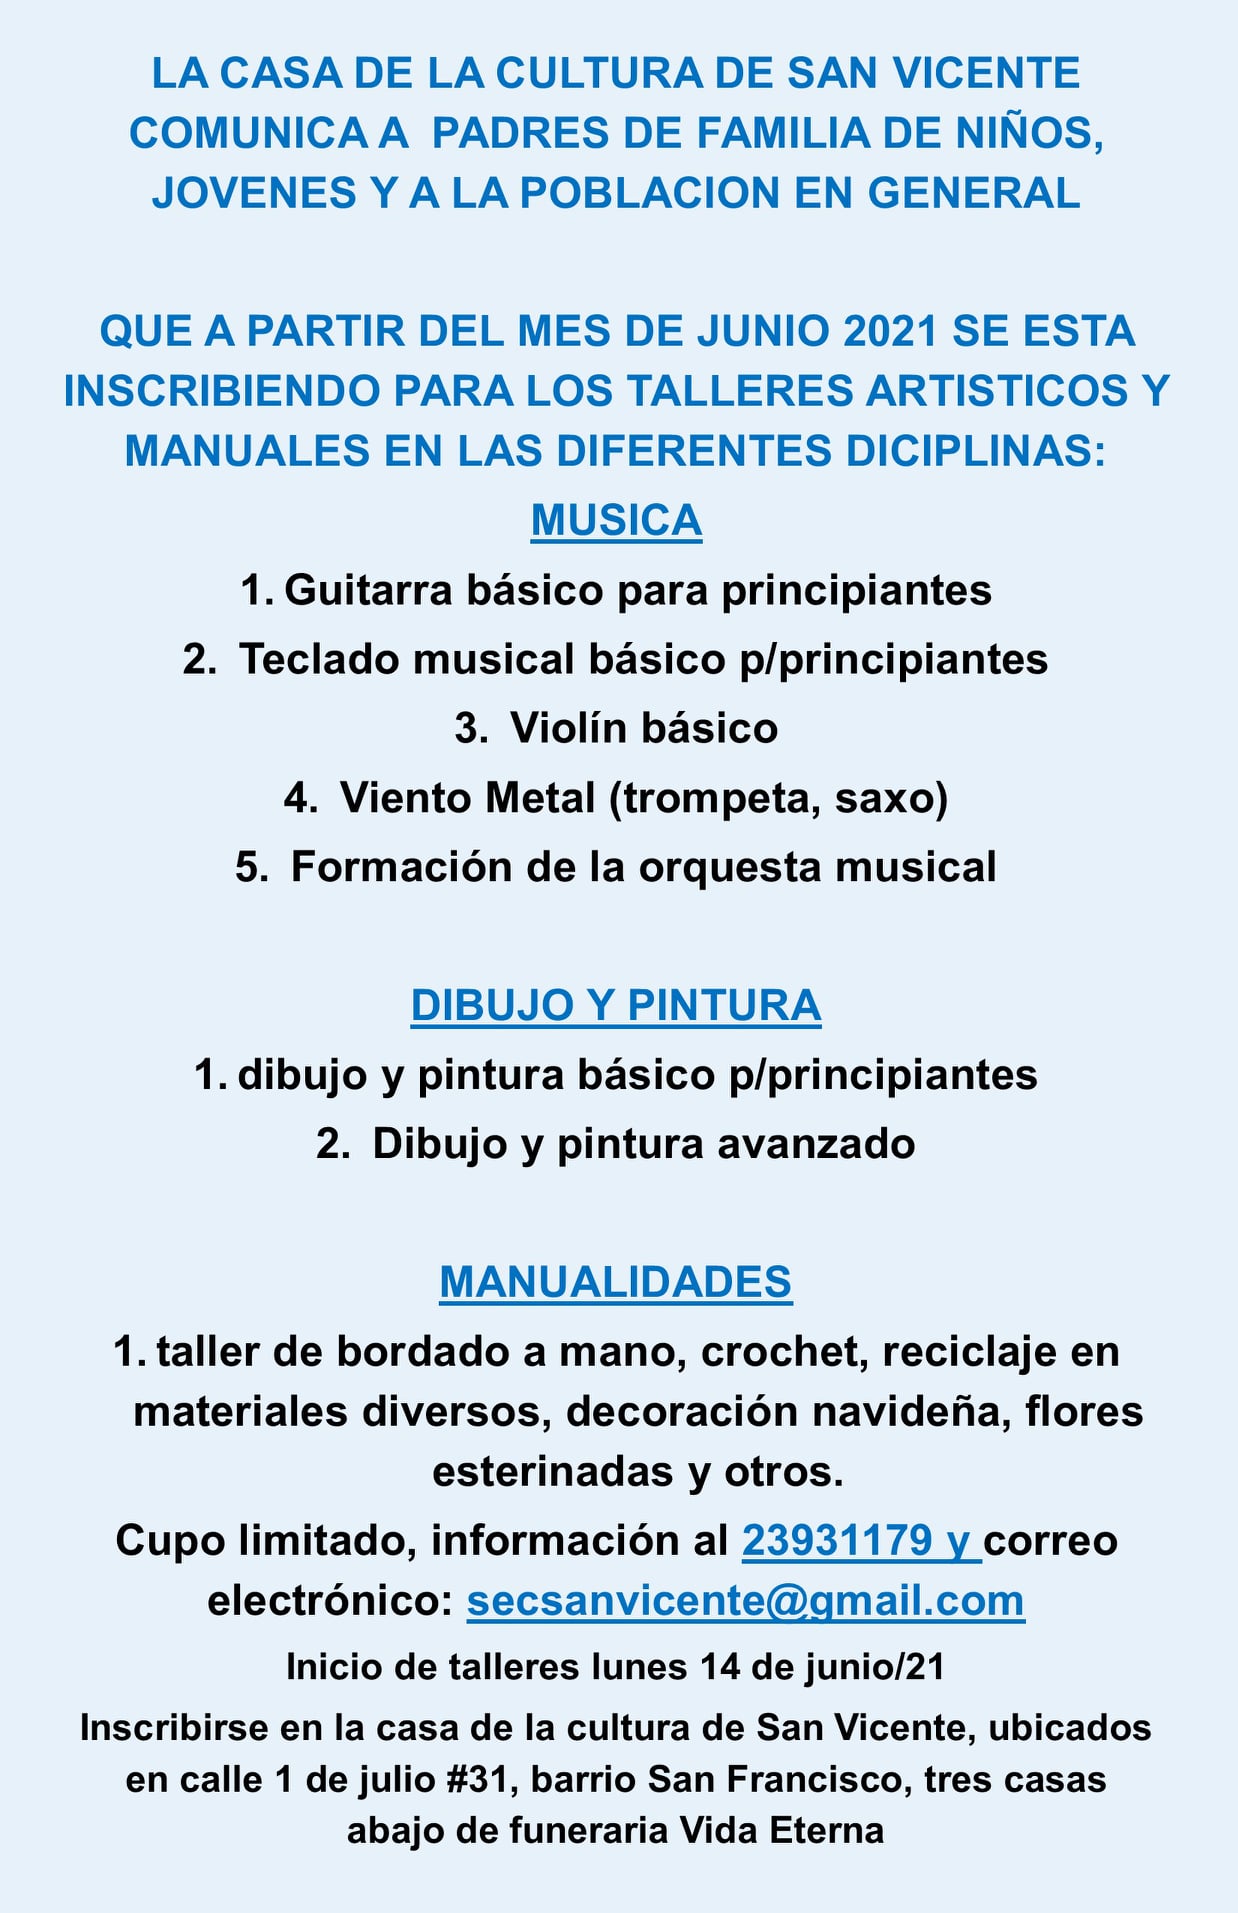 LA CASA DE LA CULTURA DE SAN VICENTE
COMUNICA A PADRES DE FAMILIA DE NIÑOS,
JOVENES Y A LA POBLACION EN GENERAL
QUE A PARTIR DEL MES DE JUNIO 2021 SE ESTA
INSCRIBIENDO PARA LOS TALLERES ARTISTICOS Y
MANUALES EN LAS DIFERENTES DICIPLINAS:
MUSICA
1. Guitarra básico para principiantes
2. Teclado musical básico p/principiantes
3. Violín básico
4. Viento Metal (trompeta, saxo)
5. Formación de la orquesta musical
DIBUJO Y PINTURA
1. dibujo y pintura básico p/principiantes
2. Dibujo y pintura avanzado
MANUALIDADES
1. taller de bordado a mano, crochet, reciclaje en
materiales diversos, decoración navideña, flores
esterinadas y otros.
Cupo limitado, información al 23931179 y correo
electrónico: secsanvicente@gmail.com
Inicio de talleres lunes 14 de junio/21
Inscribirse en la casa de la cultura de San Vicente, ubicados
en calle 1 de julio #31, barrio San Francisco, tres casas
abajo de funeraria Vida Eterna